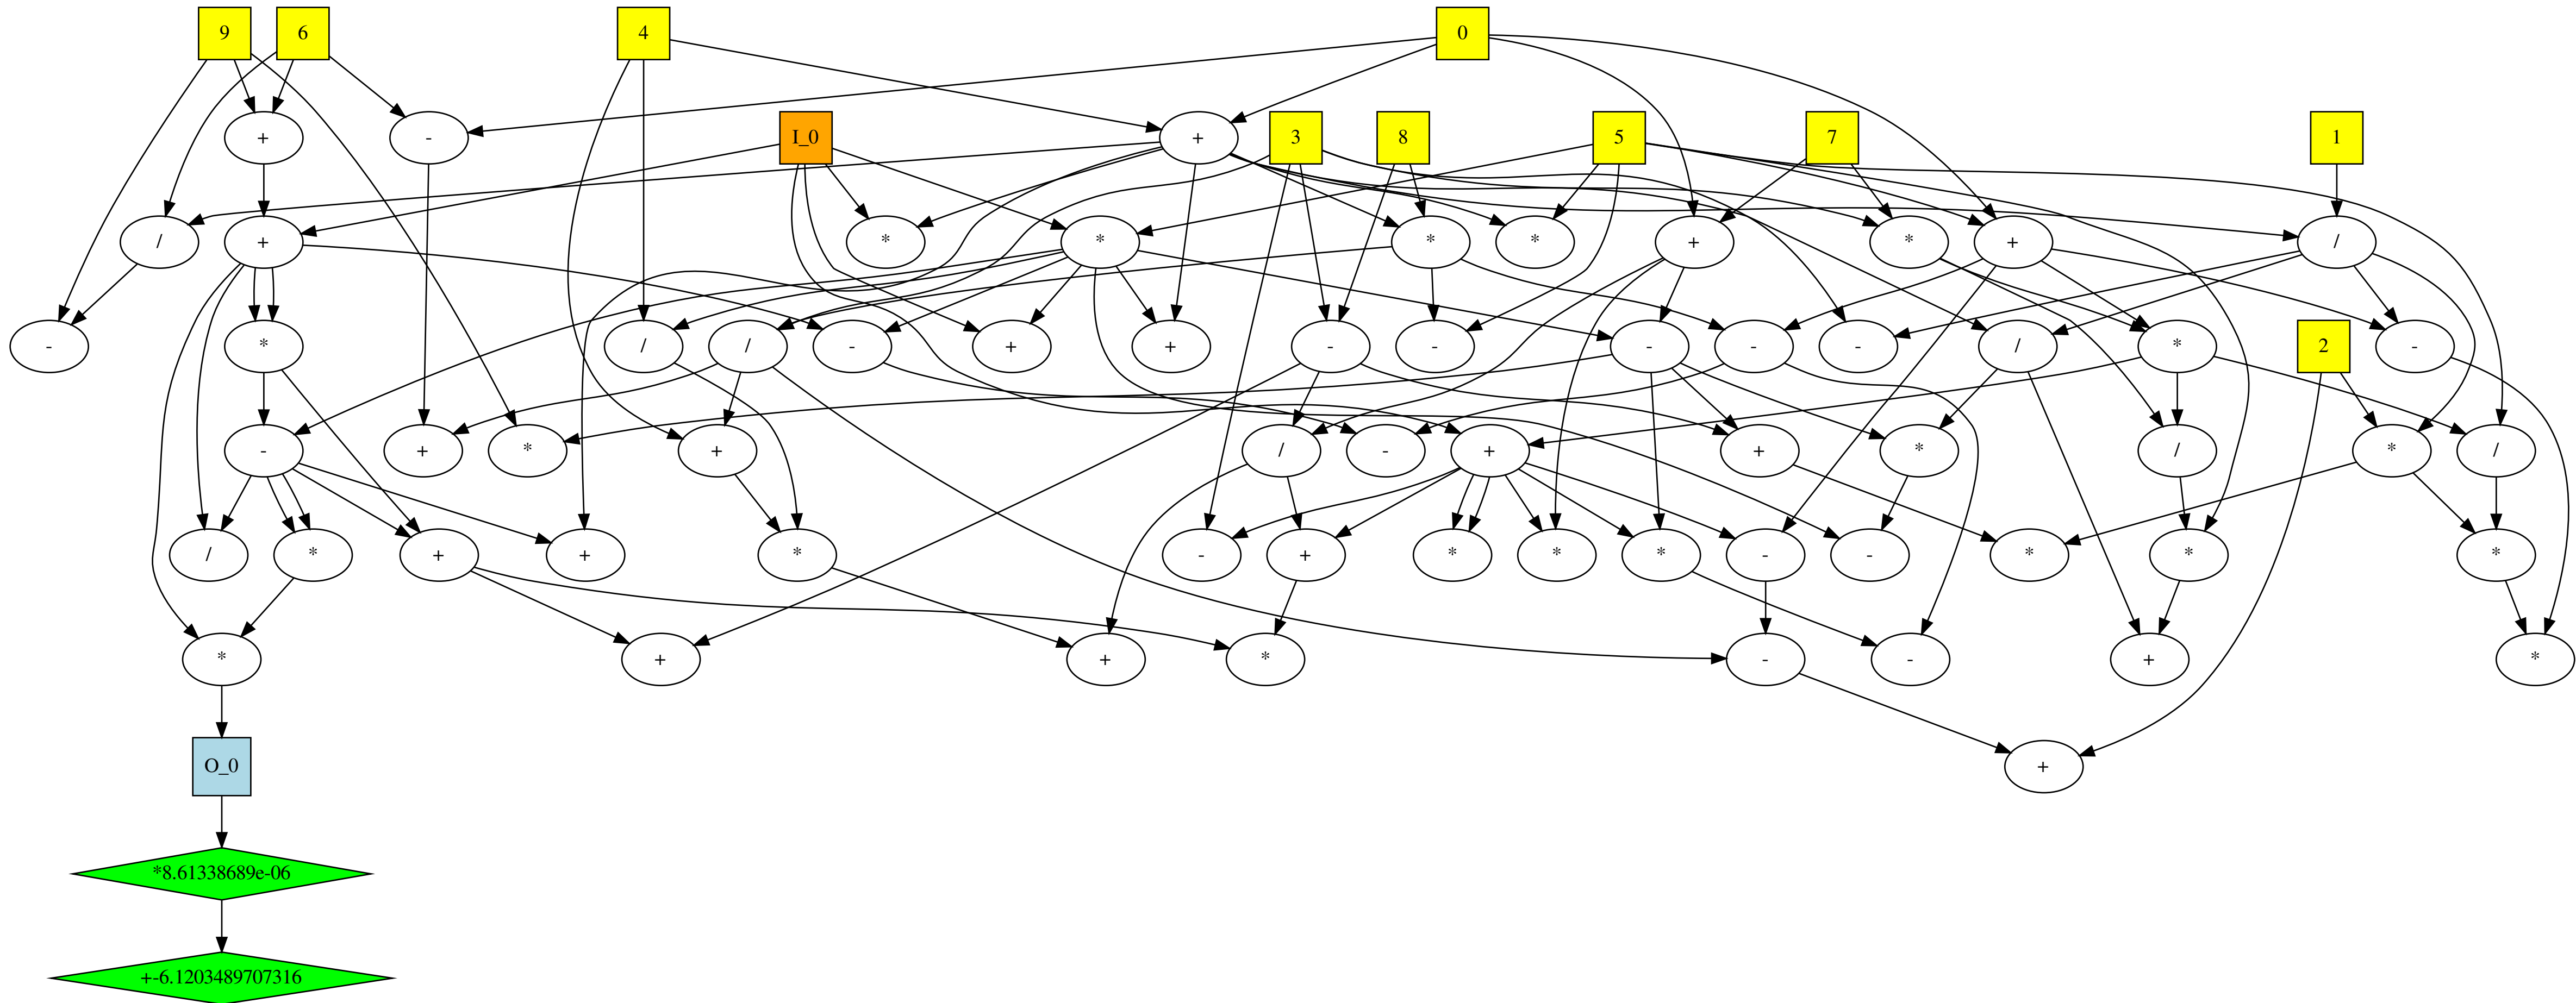 9 6 4 0
+ - I_0 + 3 8 5 7 1
/ + * * * * + * + /
- * / / - + + - - - - - / * 2 -
- + * + / - + + * / * /
/ * + + * - + * * * - - * * *
* + + * - - + *
O_0 +
*8.61338689e-06
+-6.1203489707316